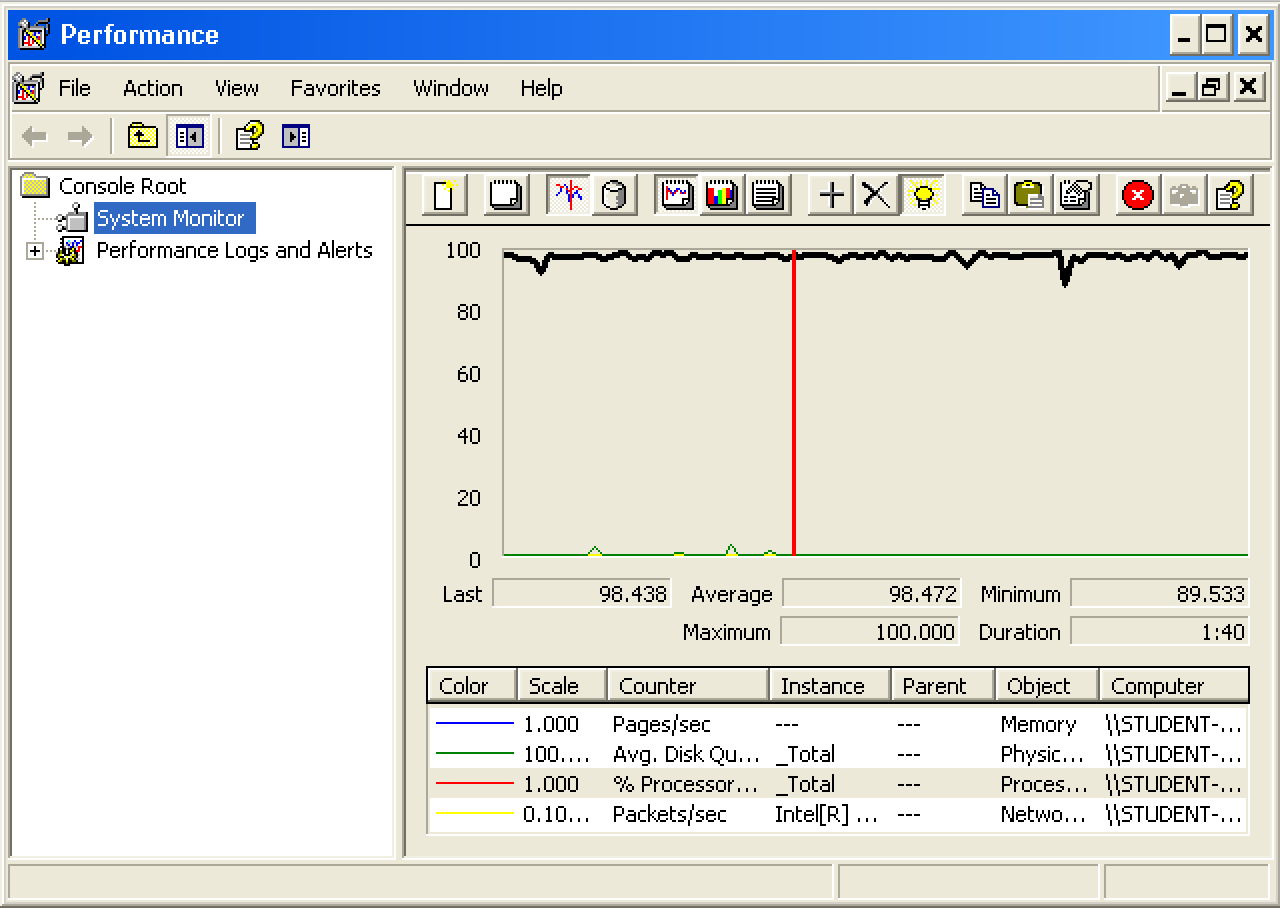 Performance
File Action View Favorites Window Help
Console Root
System Monitor
Performance Logs and Alerts
100
80
60
40
20
0
Last 98.438 Average 98.472 Minimum 89.533
Maximum 100.000 Duration 1:40
Color Scale Counter Instance Parent Object Computer
1.000 Pages/sec --- --- Memory \\STUDENT-...
100.... Avg. Disk Qu... _Total --- Physic... \\STUDENT-...
1.000 % Processor... _Total --- Proces... \\STUDENT-...
0.10... Packets/sec Intel[R] ... --- Netwo... \\STUDENT-...